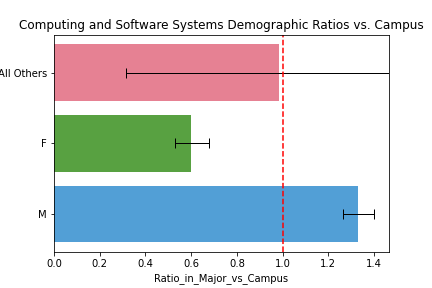 Computing and Software Systems Demographic Ratios vs. Campus
All Others
F
M
0.0 0.2 0.4 0.6 0.8 1.0 1.2 1.4
Ratio_in_Major_vs_Campus